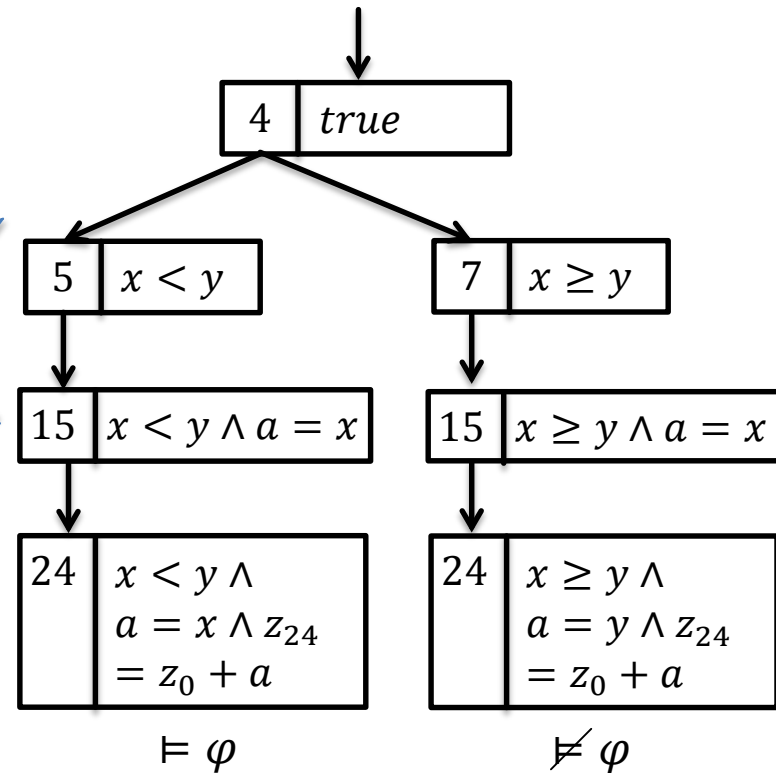 4 true
5 x < y
7 x ≥ y
15 x < y ∧ a = x
15 x ≥ y ∧ a = x
24 x < y ∧
a = x ∧ z₂₄
= z₀ + a
24 x ≥ y ∧
a = y ∧ z₂₄
= z₀ + a
⊨ φ
⊭ φ